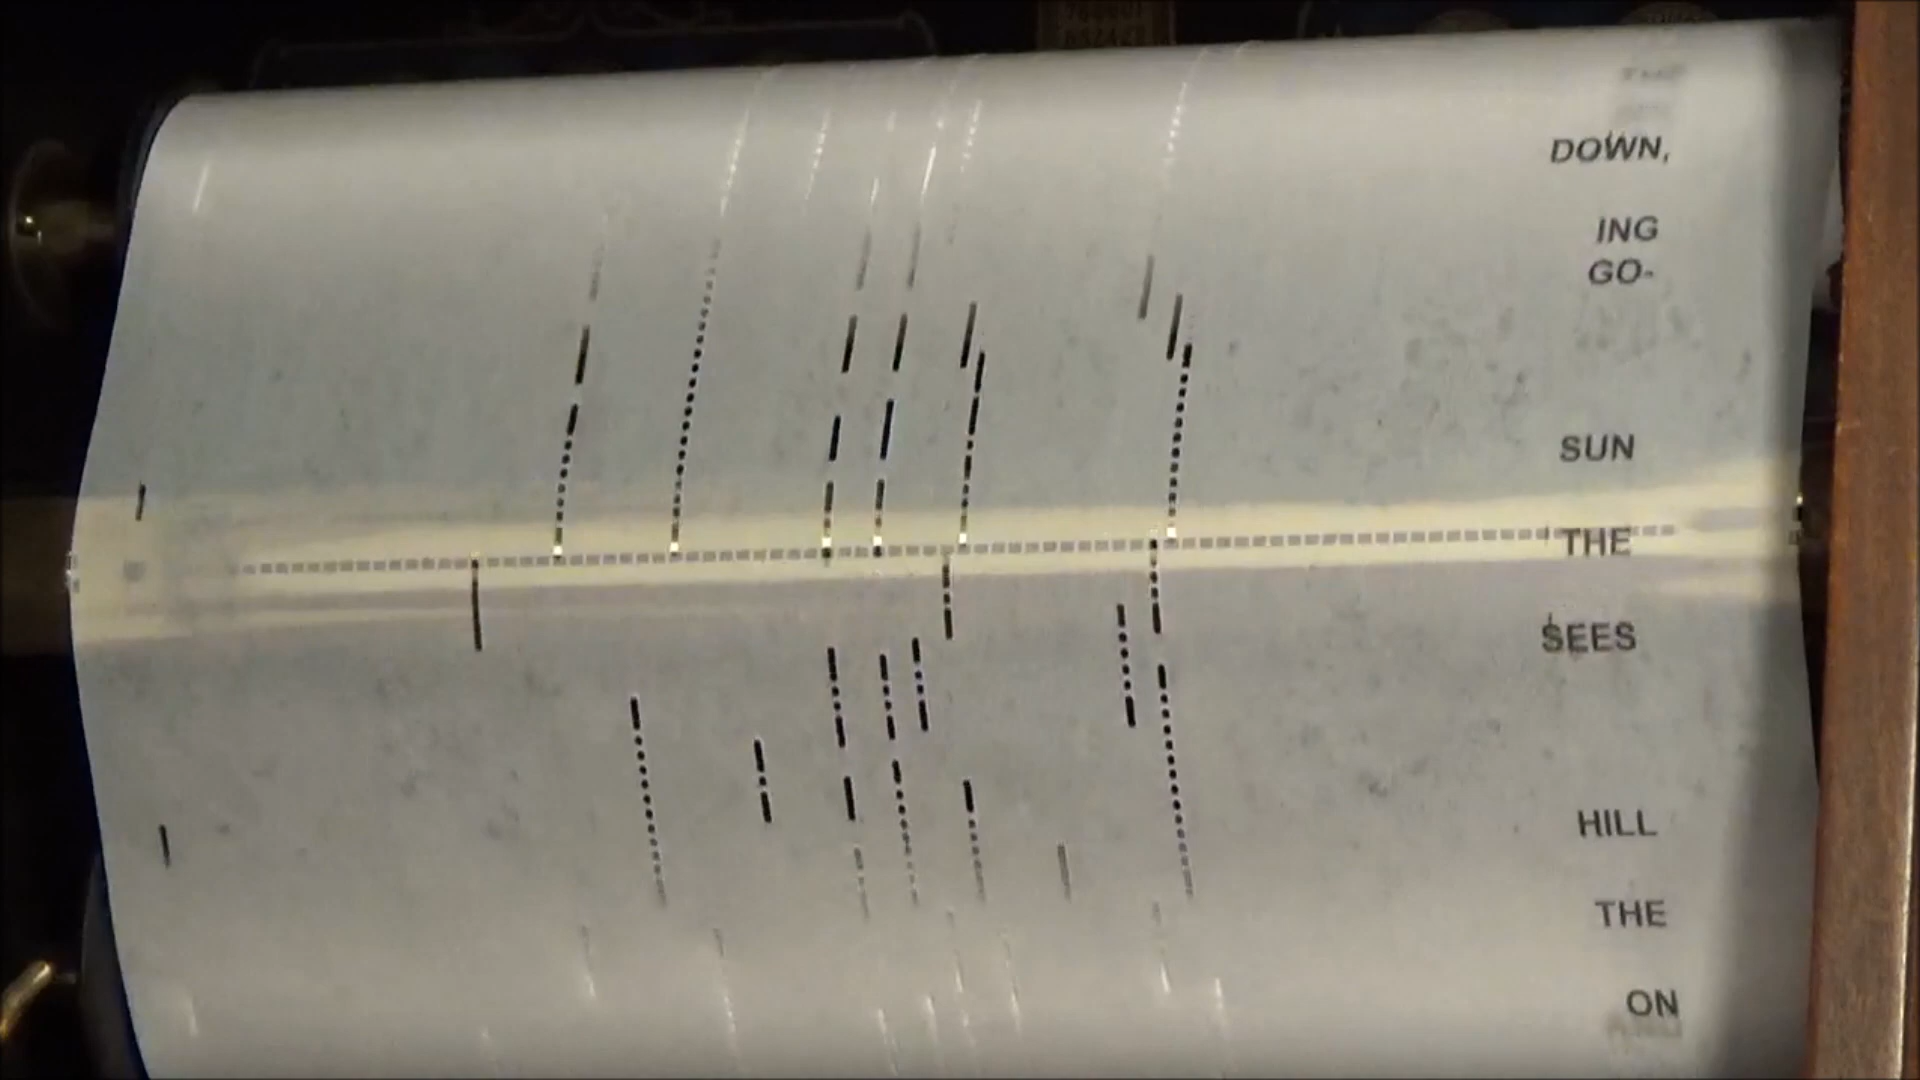 ON
THE
HILL
SEES
THE
SUN
GO-
ING
DOWN,